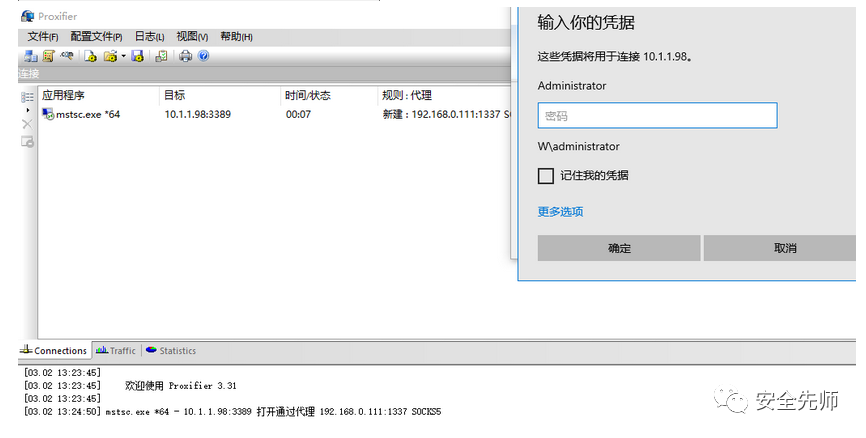 Proxifier
文件(F) 配置文件(P) 日志(L) 视图(V) 帮助(H)
连接
应用程序 目标 时间/状态 规则 : 代理
mstsc.exe *64 10.1.1.98:3389 00:07 新建 : 192.168.0.111:1337 S
输入你的凭据
这些凭据将用于连接 10.1.1.98。
Administrator
密码
W\administrator
记住我的凭据
更多选项
确定 取消
Connections Traffic Statistics
[03.02 13:23:45]
[03.02 13:23:45] 欢迎使用 Proxifier 3.31
[03.02 13:23:45]
[03.02 13:24:50] mstsc.exe *64 - 10.1.1.98:3389 打开通过代理 192.168.0.111:1337 SOCKS5
安全先师